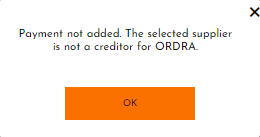 Payment not added. The selected supplier
is not a creditor for ORDRA.
OK